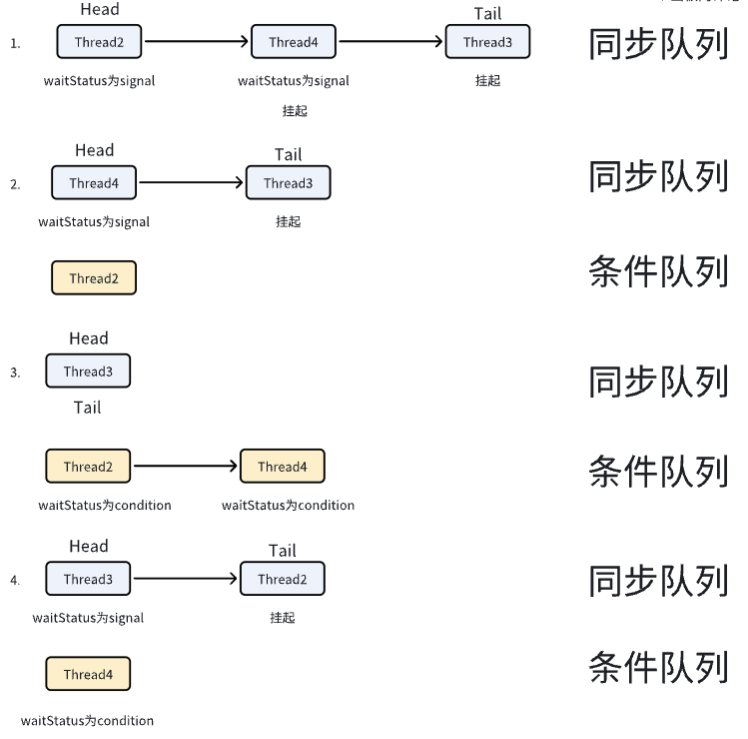 Head
Tail
1.
Thread2
Thread4
Thread3
同步队列
waitStatus为signal
waitStatus为signal
挂起
挂起
Head
Tail
2.
Thread4
Thread3
同步队列
waitStatus为signal
挂起
Thread2
条件队列
Head
3.
Thread3
同步队列
Tail
Thread2
Thread4
条件队列
waitStatus为condition
waitStatus为condition
Head
Tail
4.
Thread3
Thread2
同步队列
waitStatus为signal
挂起
Thread4
条件队列
waitStatus为condition